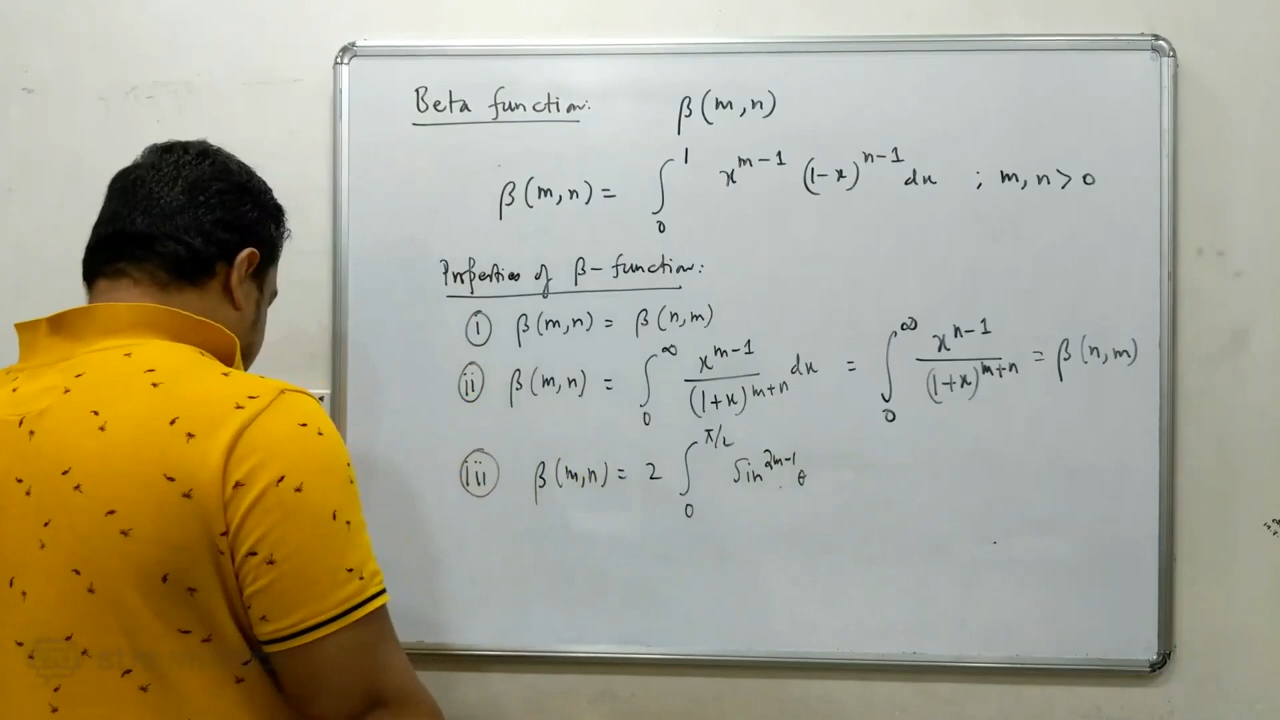 Beta function: β(m,n)
β(m,n) = ∫₀¹ x^{m-1} (1-x)^{n-1} dx ; m,n > 0
Properties of β-function:
(i) β(m,n) = β(n,m)
(ii) β(m,n) = ∫₀^∞ x^{m-1}/(1+x)^{m+n} dx = ∫₀^∞ x^{n-1}/(1+x)^{m+n} = β(n,m)
(iii) β(m,n) = 2 ∫₀^{π/2} Sin^{2m-1} θ